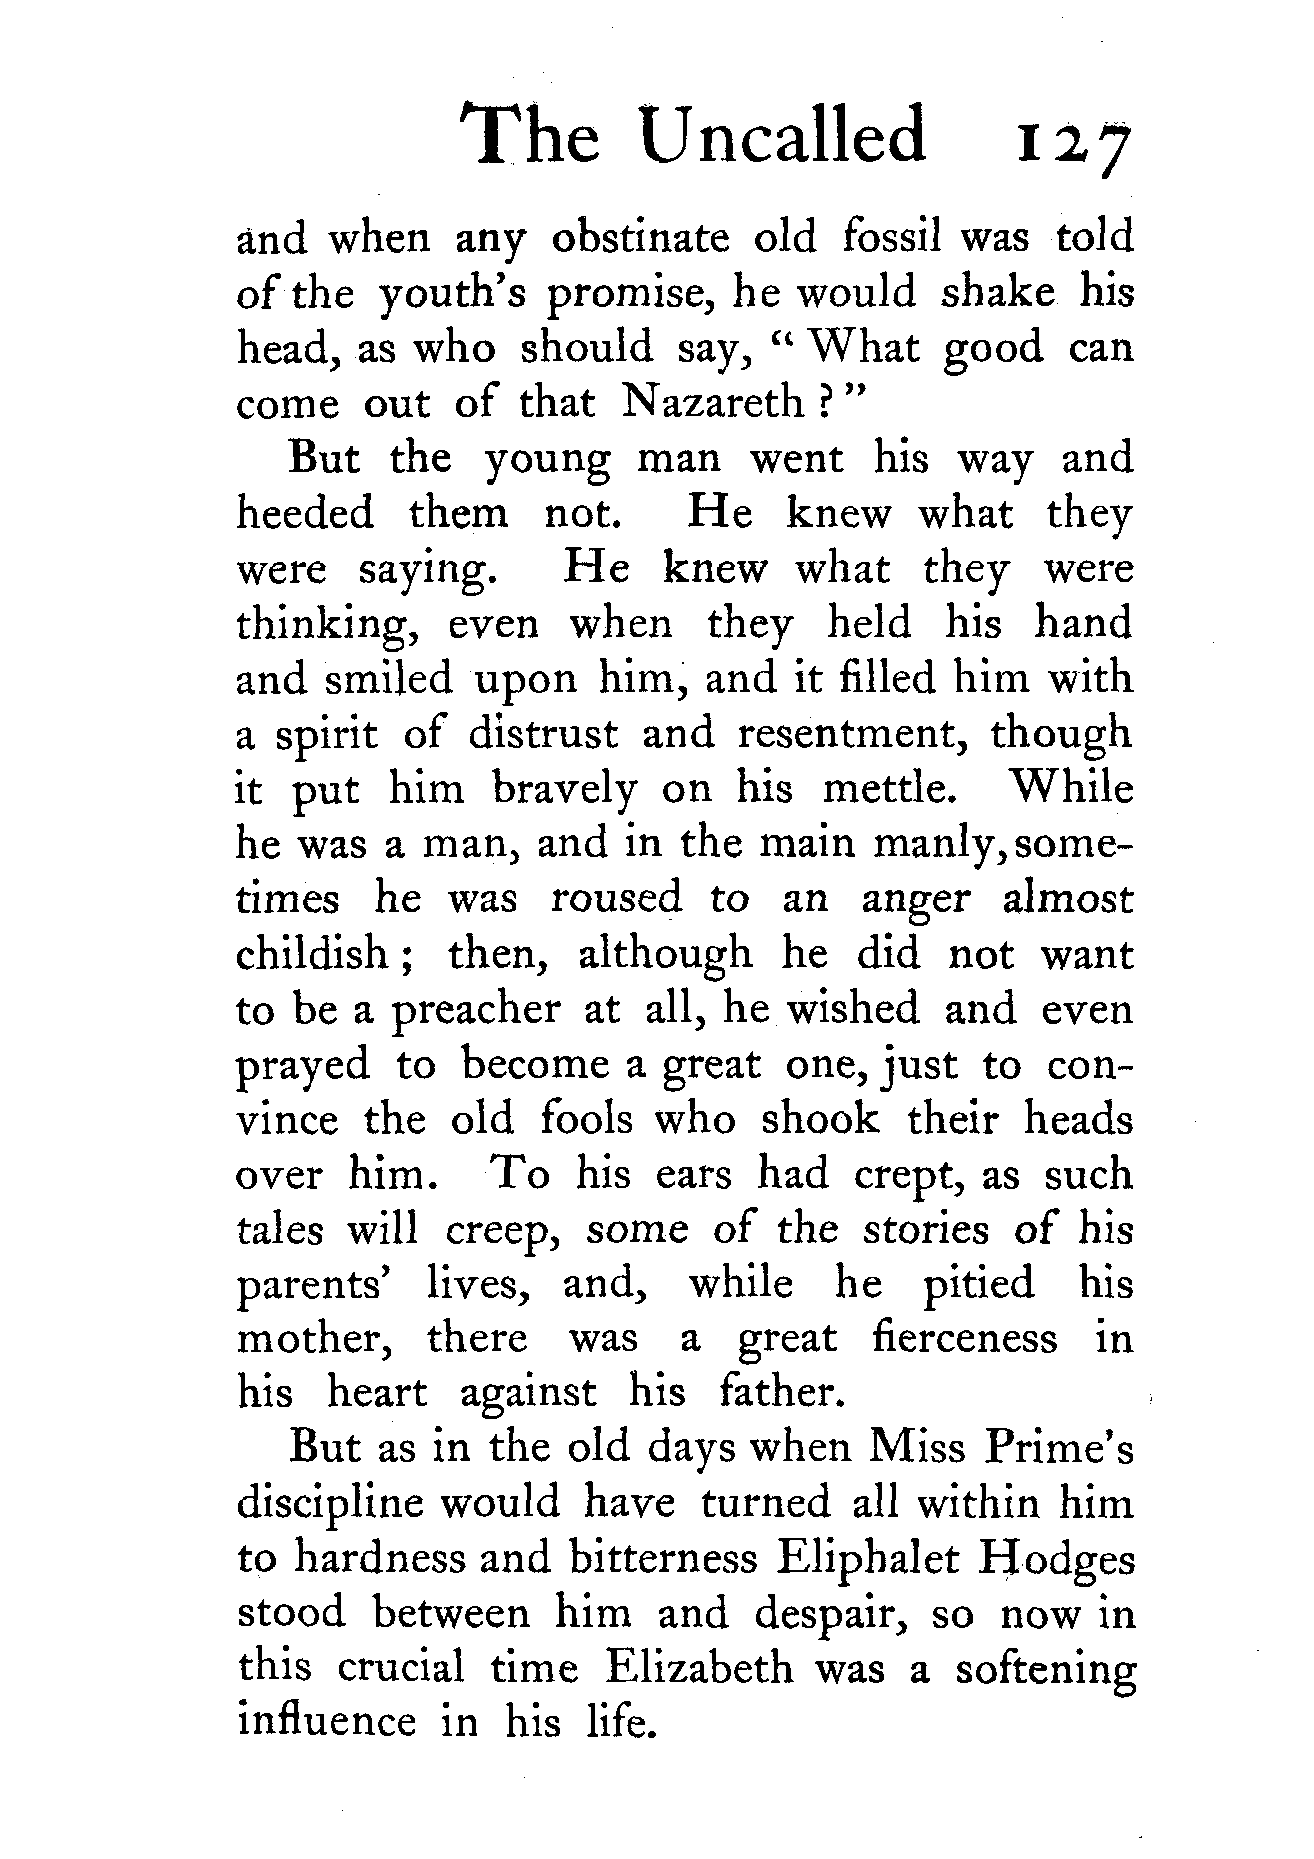 The Uncalled 127
and when any obstinate old fossil was told
of the youth's promise, he would shake his
head, as who should say, “ What good can
come out of that Nazareth ? ”
But the young man went his way and
heeded them not. He knew what they
were saying. He knew what they were
thinking, even when they held his hand
and smiled upon him, and it filled him with
a spirit of distrust and resentment, though
it put him bravely on his mettle. While
he was a man, and in the main manly, some-
times he was roused to an anger almost
childish ; then, although he did not want
to be a preacher at all, he wished and even
prayed to become a great one, just to con-
vince the old fools who shook their heads
over him. To his ears had crept, as such
tales will creep, some of the stories of his
parents' lives, and, while he pitied his
mother, there was a great fierceness in
his heart against his father.
But as in the old days when Miss Prime's
discipline would have turned all within him
to hardness and bitterness Eliphalet Hodges
stood between him and despair, so now in
this crucial time Elizabeth was a softening
influence in his life.